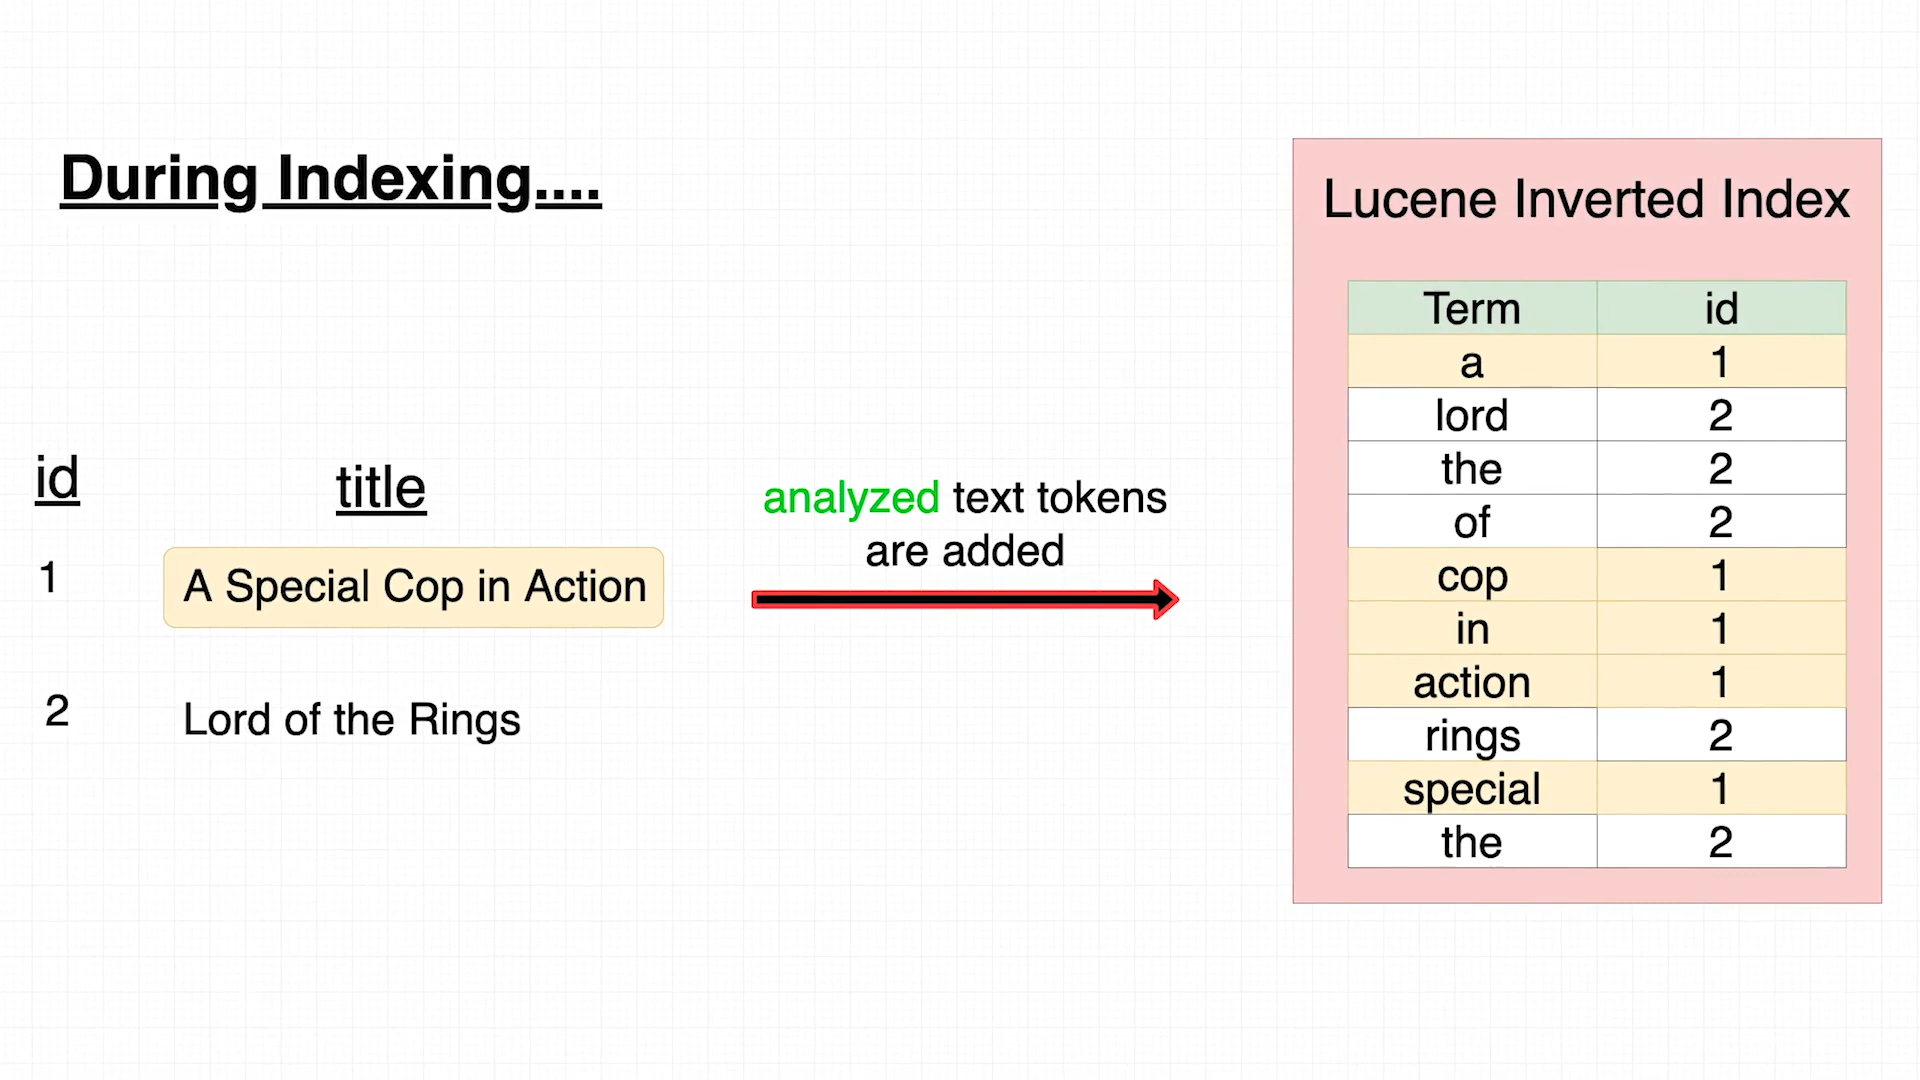 During Indexing....
id title
1 A Special Cop in Action
2 Lord of the Rings
analyzed text tokens
are added
Lucene Inverted Index
Term id
a 1
lord 2
the 2
of 2
cop 1
in 1
action 1
rings 2
special 1
the 2